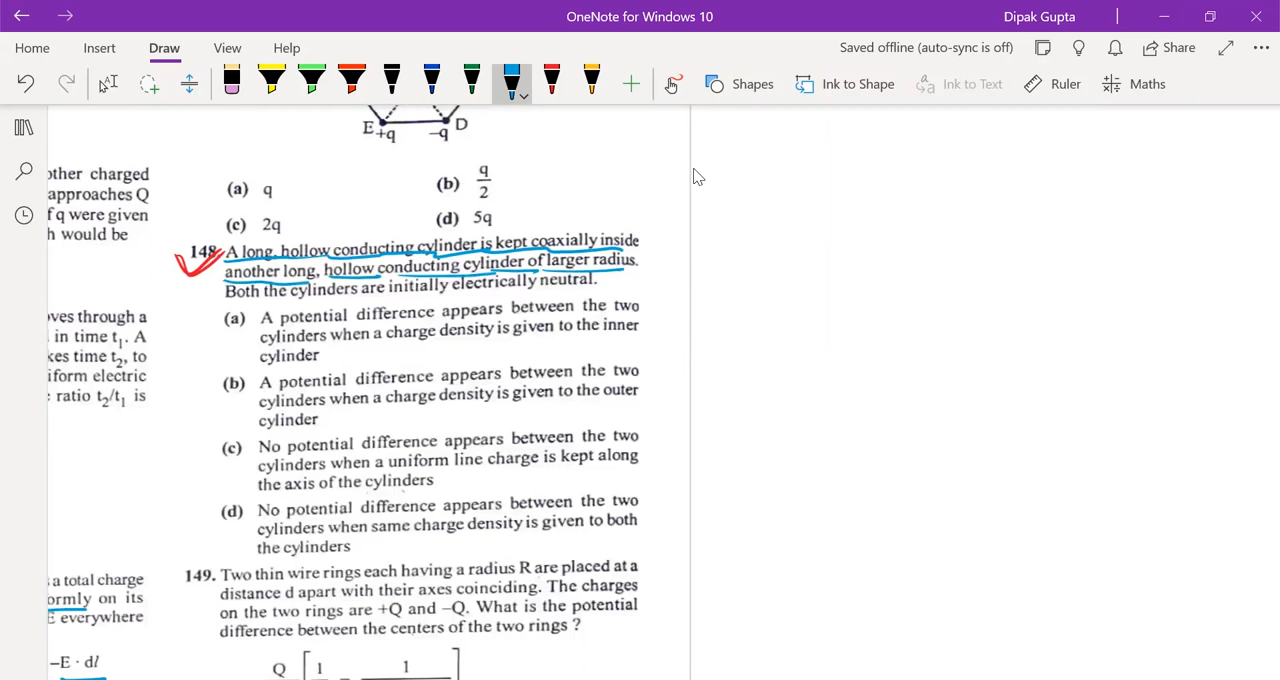 OneNote for Windows 10
Dipak Gupta
Home Insert Draw View Help
Saved offline (auto-sync is off)
Share
Shapes
Ink to Shape
Ink to Text
Ruler
Maths
E +q -q D
other charged
approaches Q
f q were given
h would be
(a) q
(b) q/2
(c) 2q
(d) 5q
148. A long, hollow conducting cylinder is kept coaxially inside
another long, hollow conducting cylinder of larger radius.
Both the cylinders are initially electrically neutral.
(a) A potential difference appears between the two
cylinders when a charge density is given to the inner
cylinder
(b) A potential difference appears between the two
cylinders when a charge density is given to the outer
cylinder
(c) No potential difference appears between the two
cylinders when a uniform line charge is kept along
the axis of the cylinders
(d) No potential difference appears between the two
cylinders when same charge density is given to both
the cylinders
oves through a
in time t₁. A
kes time t₂, to
iform electric
ratio t₂/t₁ is
149. Two thin wire rings each having a radius R are placed at a
distance d apart with their axes coinciding. The charges
on the two rings are +Q and -Q. What is the potential
difference between the centers of the two rings ?
a total charge
ormly on its
E everywhere
-E · dl
Q [ 1 - 1 ]